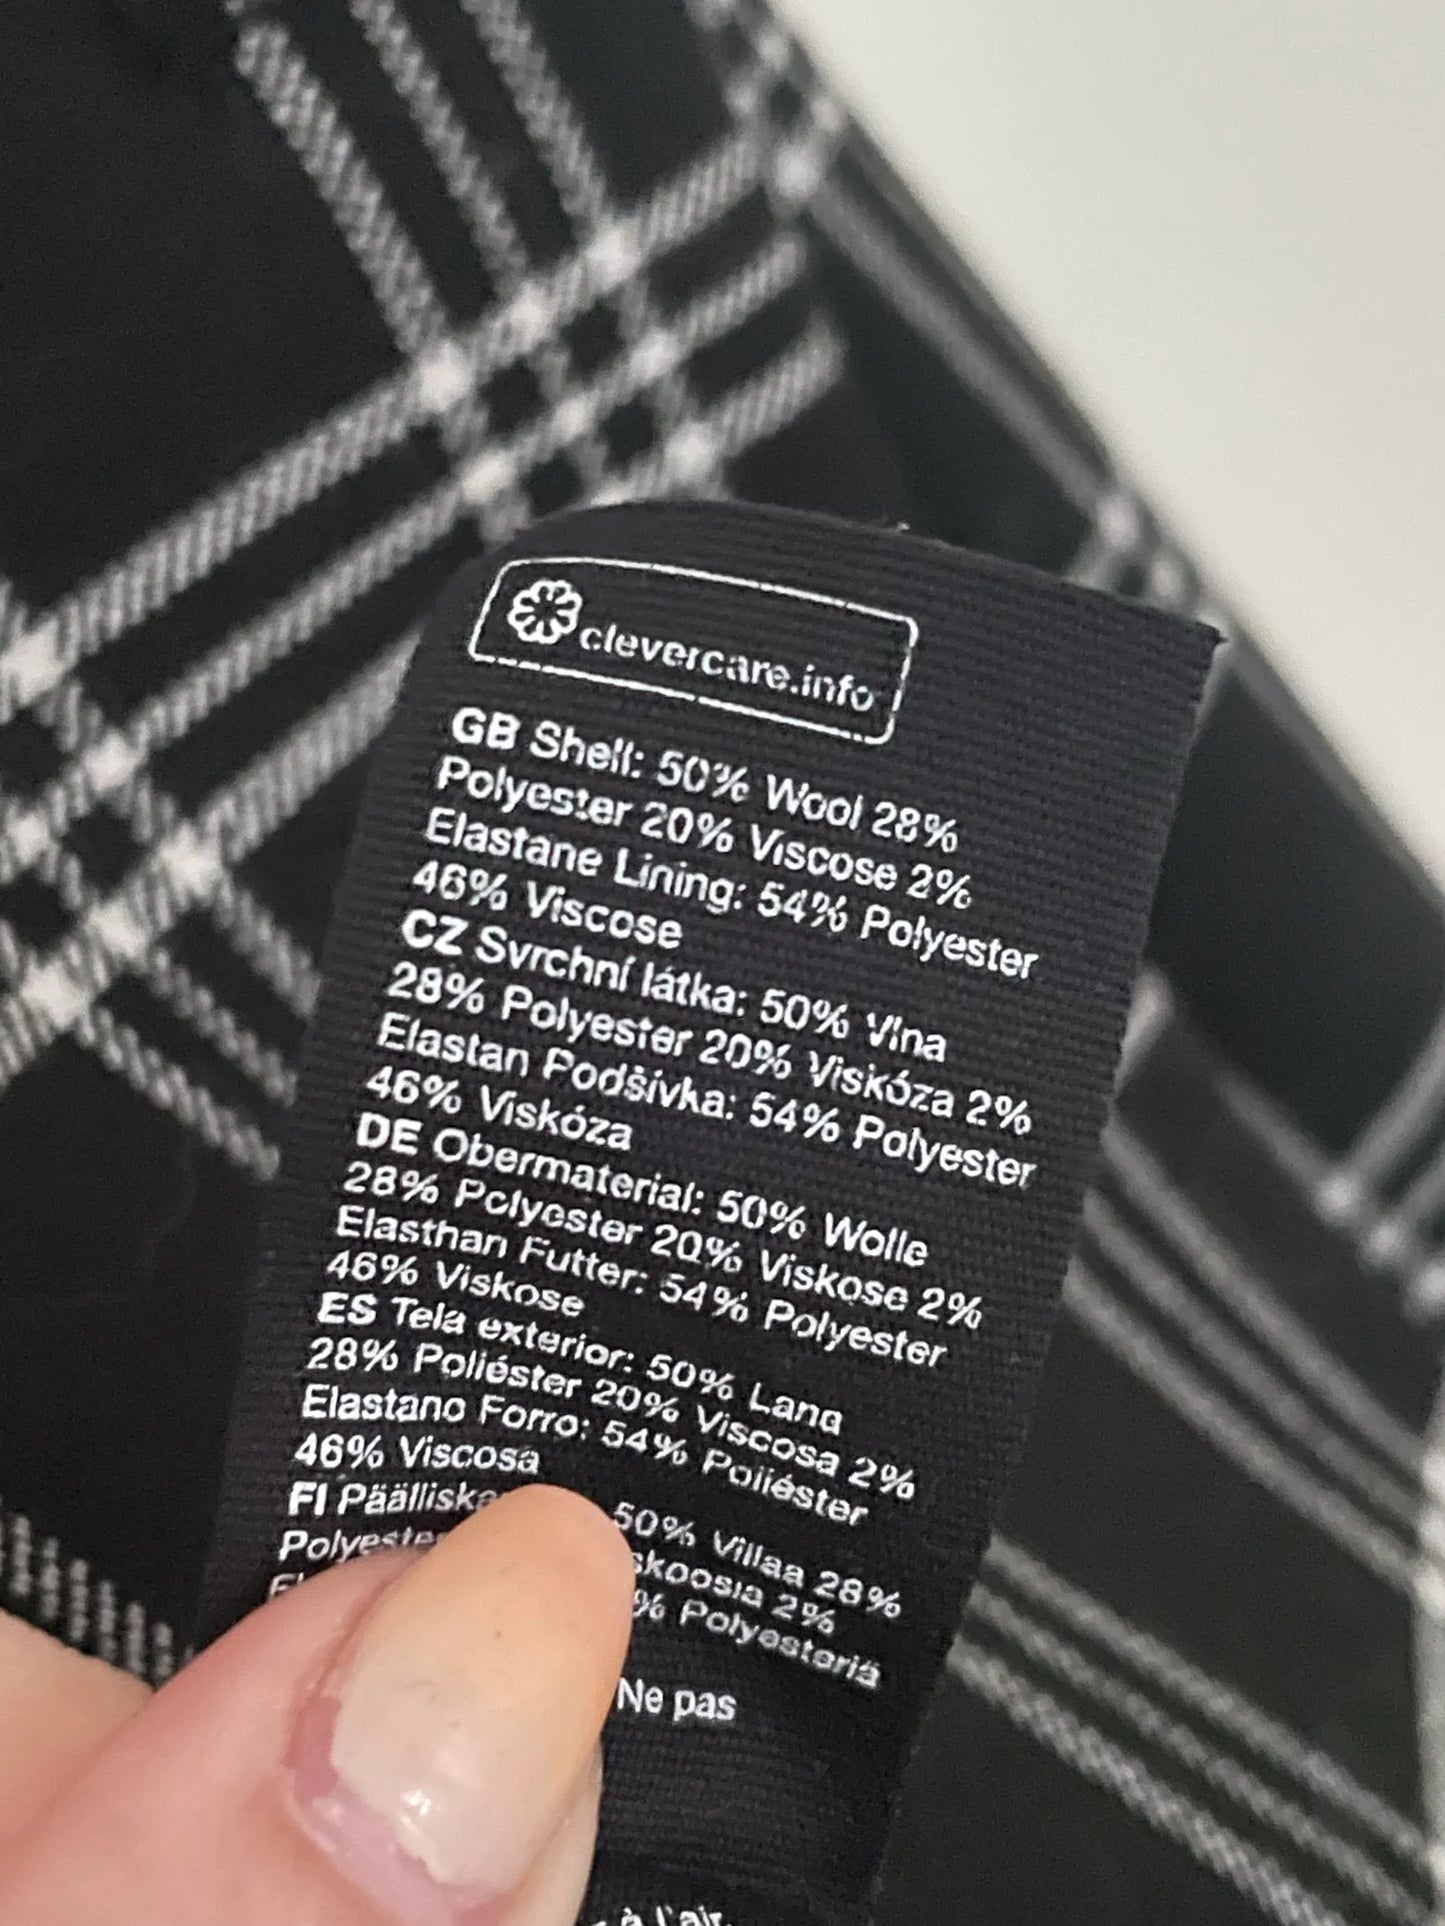 clevercare.info
GB Shell: 50% Wool 28%
Polyester 20% Viscose 2%
Elastane Lining: 54% Polyester
46% Viscose
CZ Svrchní látka: 50% Vlna
28% Polyester 20% Viskóza 2%
Elastan Podšívka: 54% Polyester
46% Viskóza
DE Obermaterial: 50% Wolle
28% Polyester 20% Viskose 2%
Elasthan Futter: 54% Polyester
46% Viskose
ES Tela exterior: 50% Lana
28% Poliéster 20% Viscosa 2%
Elastano Forro: 54% Poliéster
46% Viscosa
FI 50% Villaa 28%
2%
Polyesteriä
Ne pas
à l'air